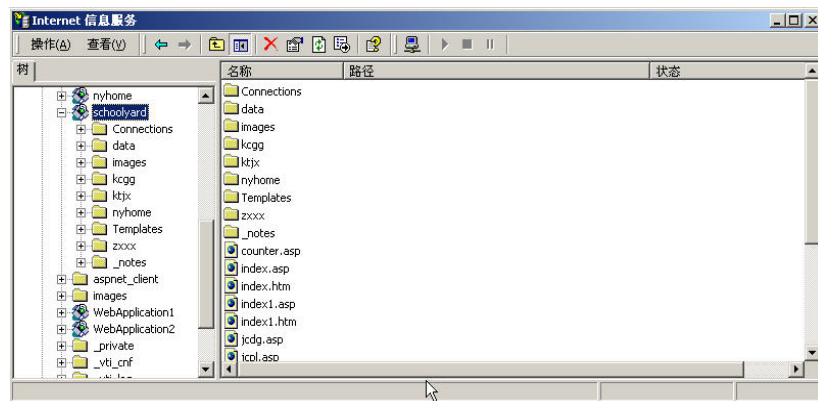 Internet 信息服务
操作(A) 查看(V)
树
名称 路径 状态
nyhome
schoolyard
Connections
data
images
kcgg
ktjx
nyhome
Templates
zxxx
_notes
aspnet_client
images
WebApplication1
WebApplication2
_private
_vti_cnf
Connections
data
images
kcgg
ktjx
nyhome
Templates
zxxx
_notes
counter.asp
index.asp
index.htm
index1.asp
index1.htm
jcdg.asp
jcpl.asp